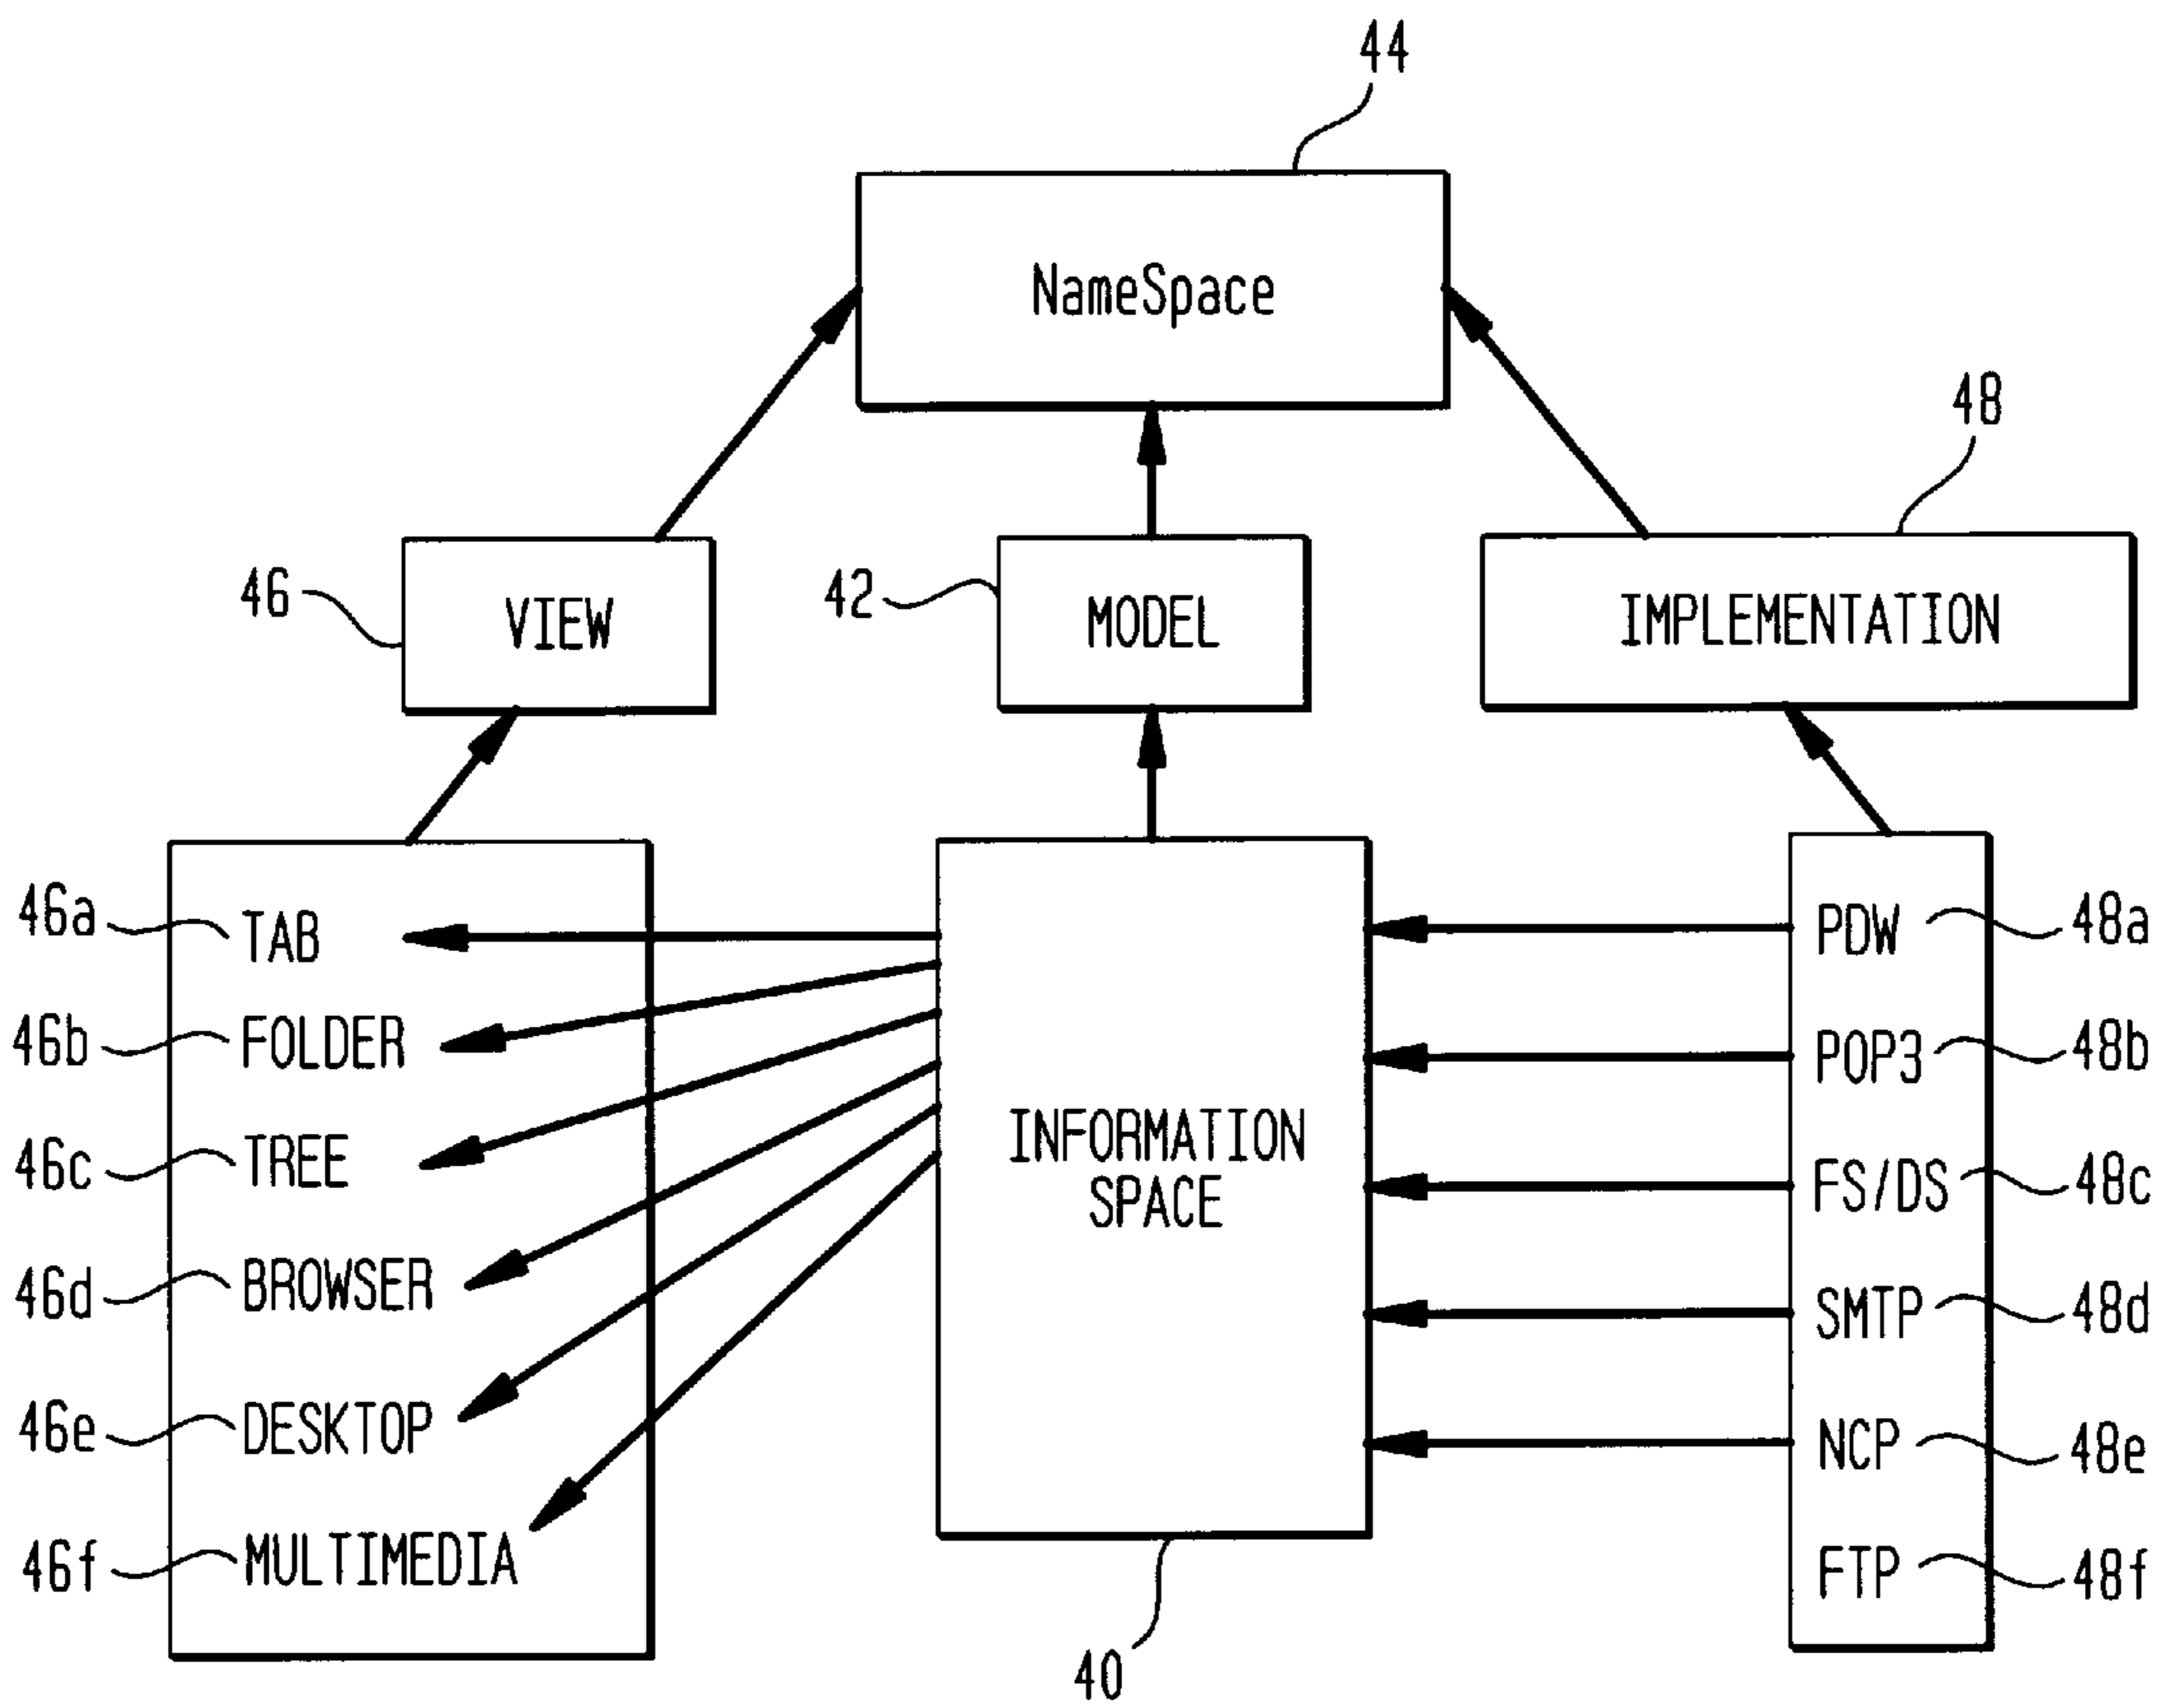 44
NameSpace
48
46
VIEW
42
MODEL
IMPLEMENTATION
46a
TAB
46b
FOLDER
46c
TREE
46d
BROWSER
46e
DESKTOP
46f
MULTIMEDIA
INFORMATION
SPACE
40
PDW
48a
POP3
48b
FS/DS
48c
SMTP
48d
NCP
48e
FTP
48f